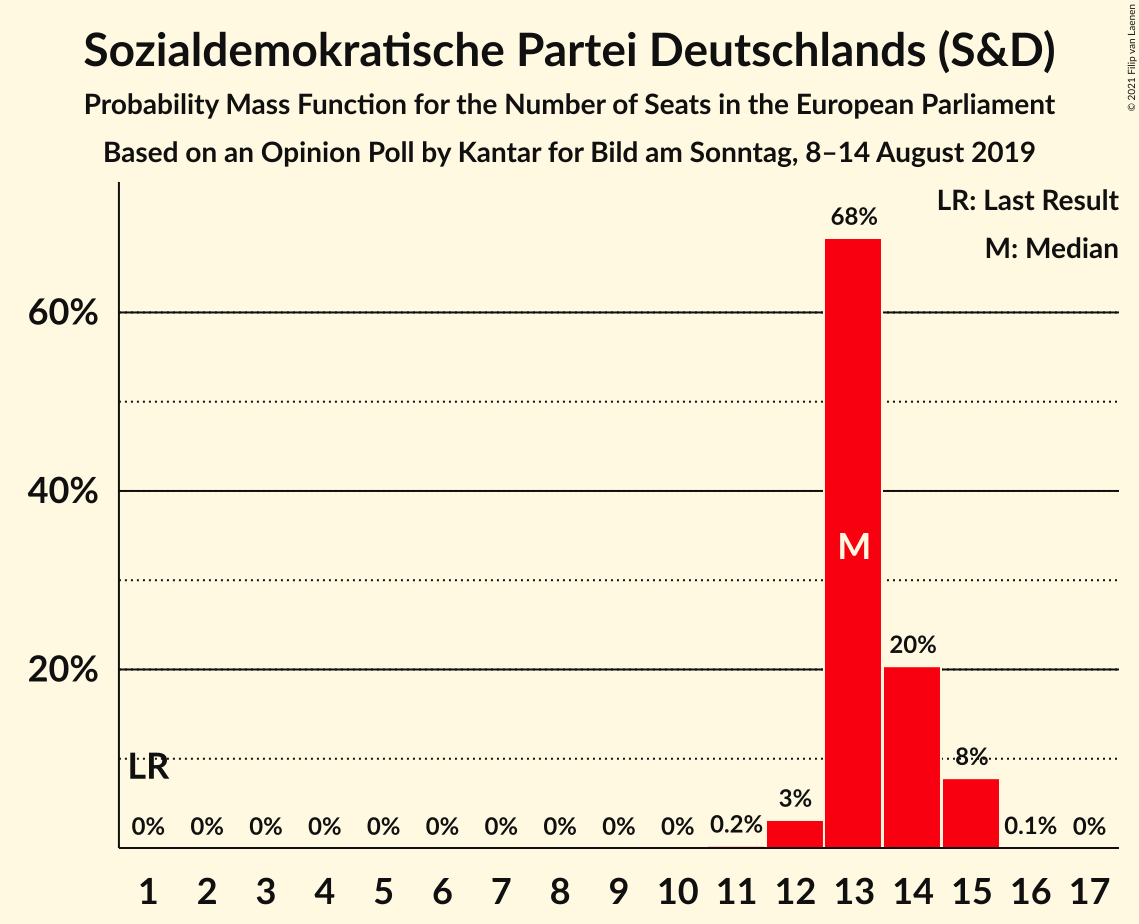 Sozialdemokratische Partei Deutschlands (S&D)
Probability Mass Function for the Number of Seats in the European Parliament
Based on an Opinion Poll by Kantar for Bild am Sonntag, 8–14 August 2019
© 2021 Filip van Laenen
LR: Last Result
M: Median
68%
60%
40%
M
20%
20%
LR
8%
3%
0% 0% 0% 0% 0% 0% 0% 0% 0% 0% 0.2% 0.1% 0%
1 2 3 4 5 6 7 8 9 10 11 12 13 14 15 16 17